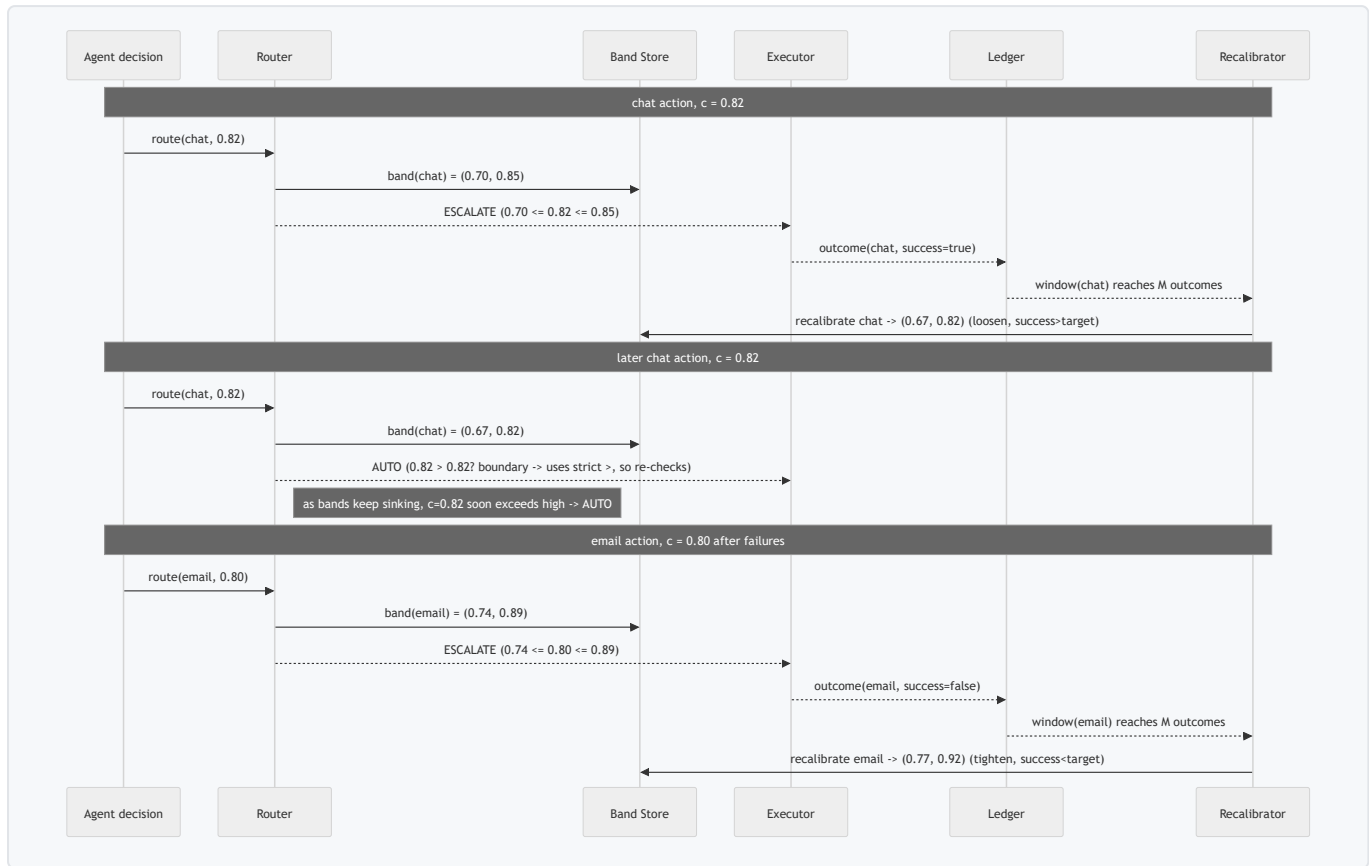 Agent decision
Router
Band Store
Executor
Ledger
Recalibrator
chat action, c = 0.82
route(chat, 0.82)
band(chat) = (0.70, 0.85)
ESCALATE (0.70 <= 0.82 <= 0.85)
outcome(chat, success=true)
window(chat) reaches M outcomes
recalibrate chat -> (0.67, 0.82) (loosen, success>target)
later chat action, c = 0.82
route(chat, 0.82)
band(chat) = (0.67, 0.82)
AUTO (0.82 > 0.82? boundary -> uses strict >, so re-checks)
as bands keep sinking, c=0.82 soon exceeds high -> AUTO
email action, c = 0.80 after failures
route(email, 0.80)
band(email) = (0.74, 0.89)
ESCALATE (0.74 <= 0.80 <= 0.89)
outcome(email, success=false)
window(email) reaches M outcomes
recalibrate email -> (0.77, 0.92) (tighten, success<target)
Agent decision
Router
Band Store
Executor
Ledger
Recalibrator